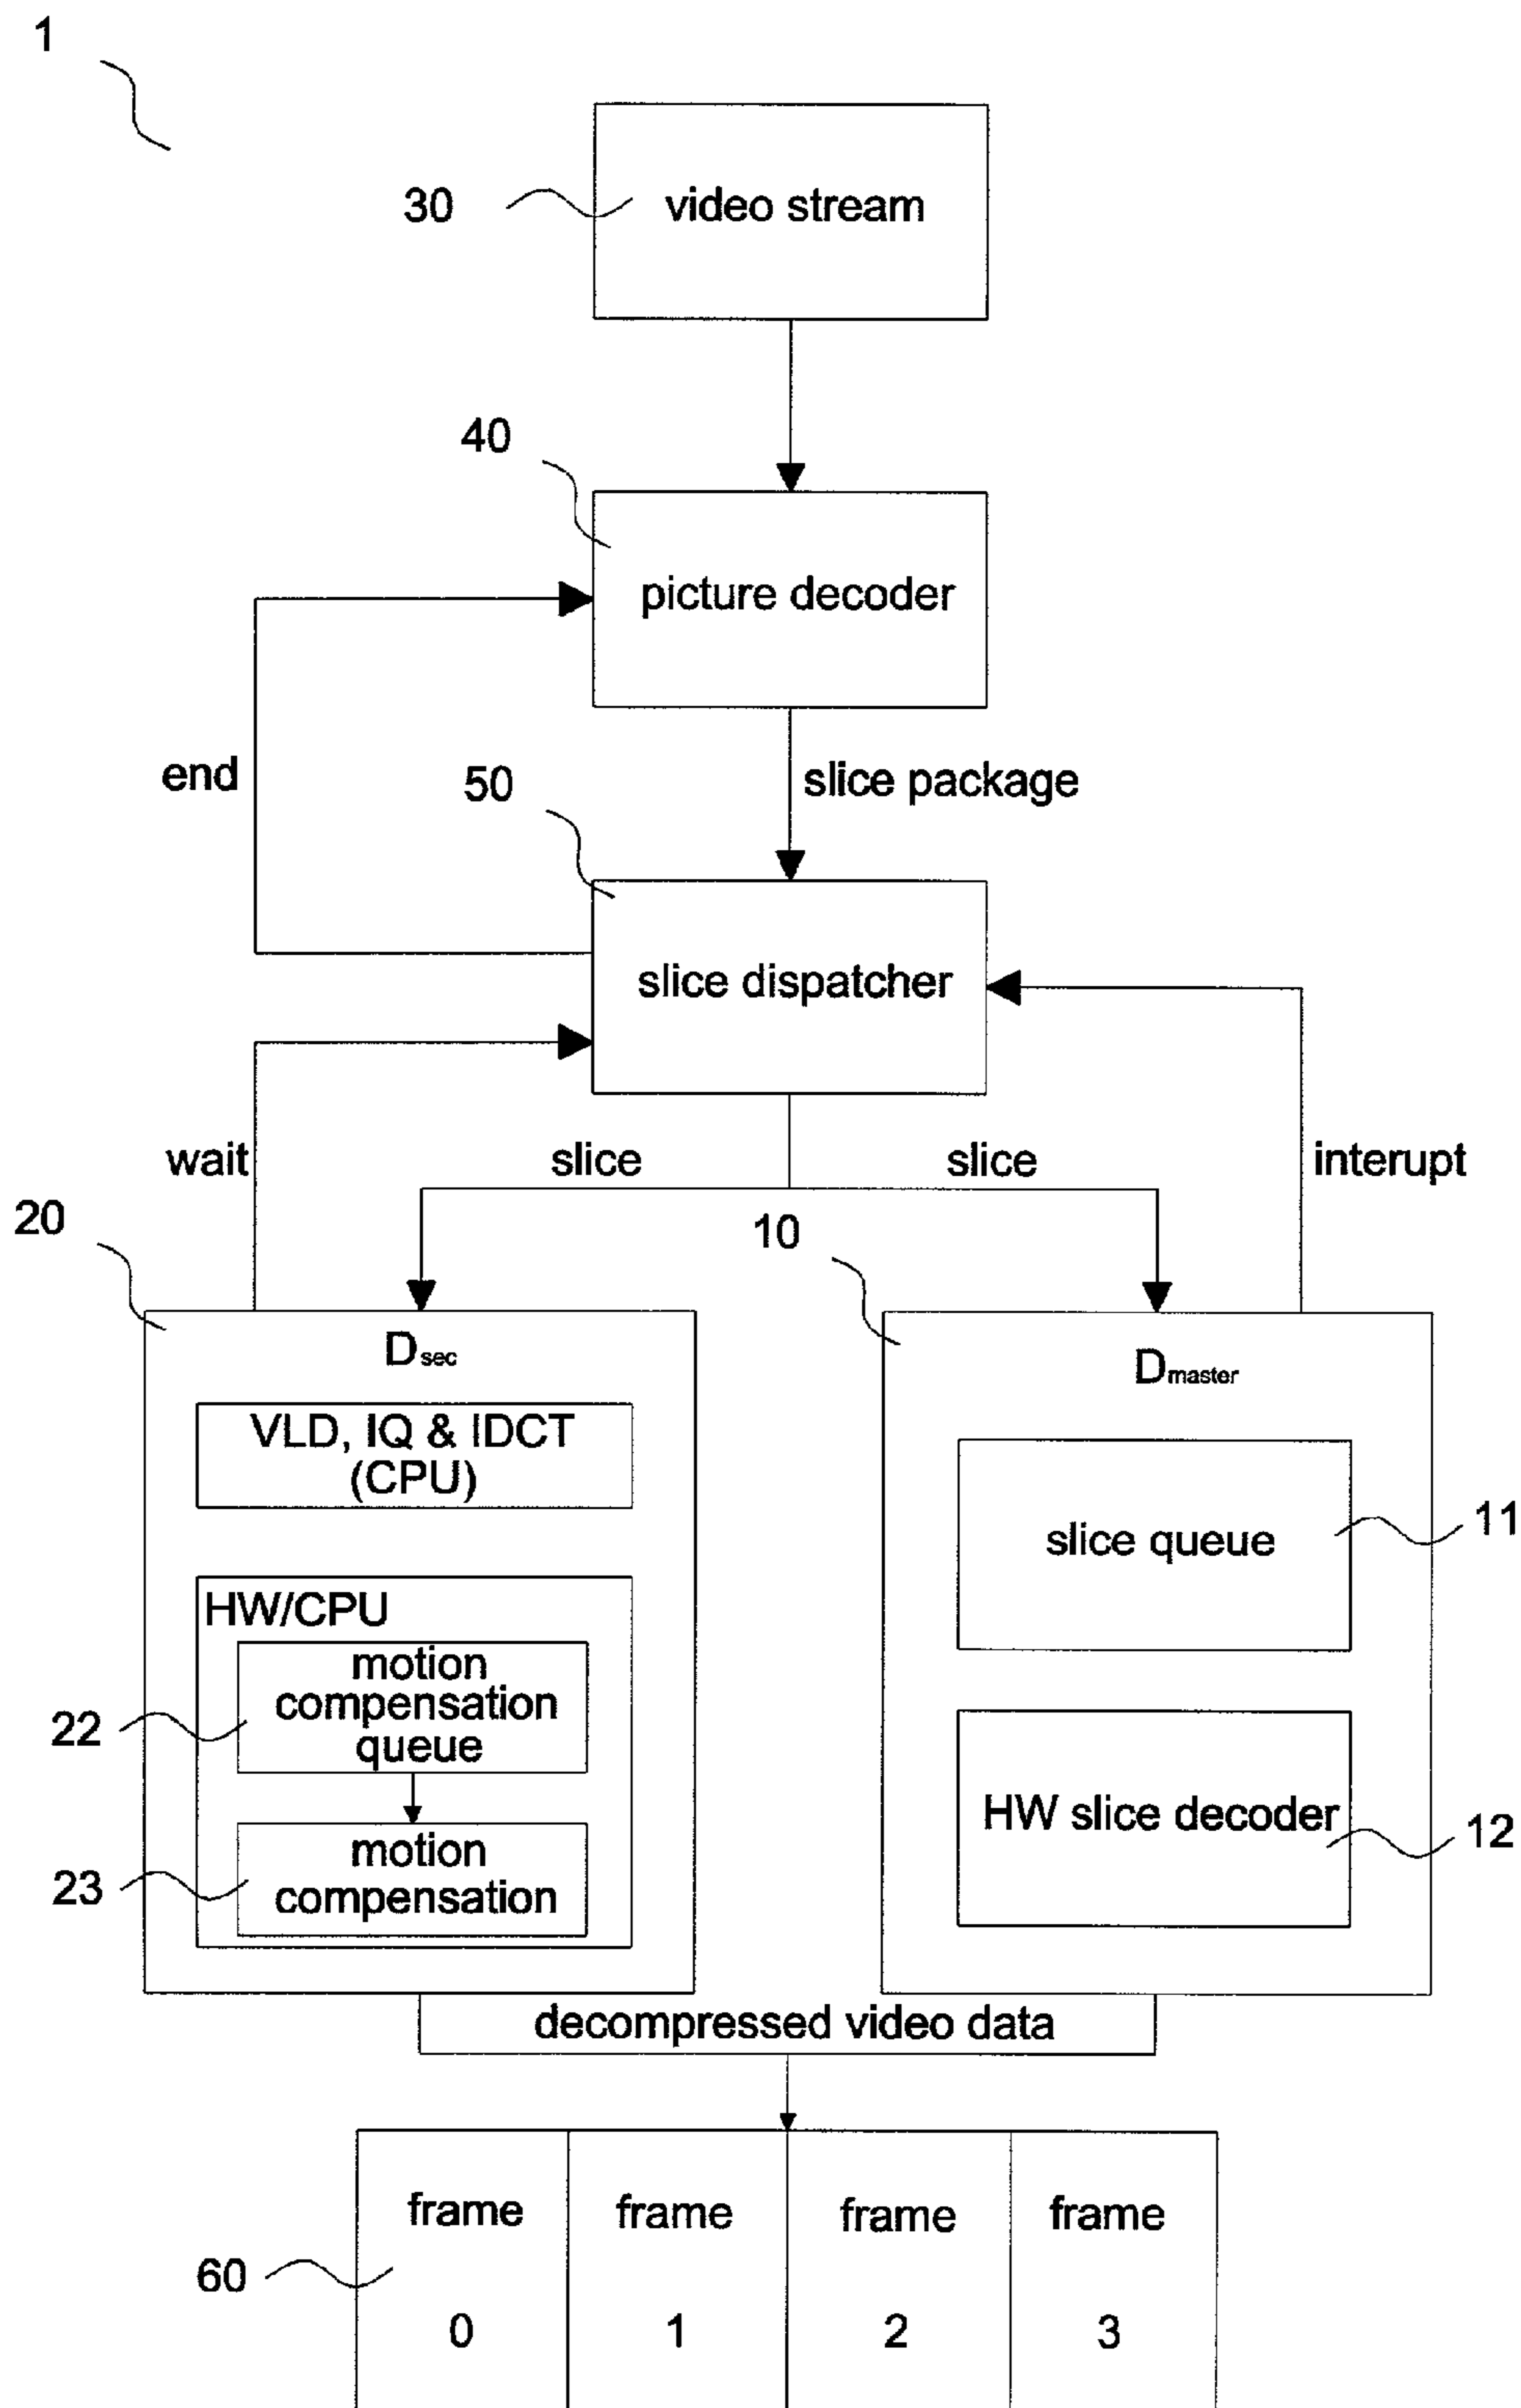 1
30
video stream
40
picture decoder
end
50
slice package
slice dispatcher
wait
slice
slice
interupt
20
10
Dsec
Dmaster
VLD, IQ & IDCT
(CPU)
slice queue
11
HW/CPU
motion
compensation
queue
22
HW slice decoder
12
motion
compensation
23
decompressed video data
frame
frame
frame
frame
60
0
1
2
3